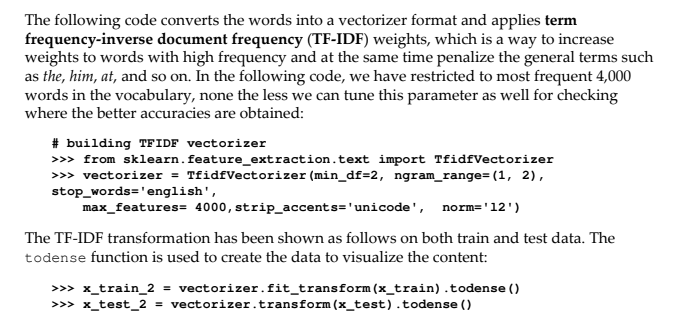 The following code converts the words into a vectorizer format and applies term
frequency-inverse document frequency (TF-IDF) weights, which is a way to increase
weights to words with high frequency and at the same time penalize the general terms such
as the, him, at, and so on. In the following code, we have restricted to most frequent 4,000
words in the vocabulary, none the less we can tune this parameter as well for checking
where the better accuracies are obtained:
# building TFIDF vectorizer
>>> from sklearn.feature_extraction.text import TfidfVectorizer
>>> vectorizer = TfidfVectorizer(min_df=2, ngram_range=(1, 2),
stop_words='english',
    max_features= 4000,strip_accents='unicode',  norm='l2')
The TF-IDF transformation has been shown as follows on both train and test data. The
todense function is used to create the data to visualize the content:
>>> x_train_2 = vectorizer.fit_transform(x_train).todense()
>>> x_test_2 = vectorizer.transform(x_test).todense()